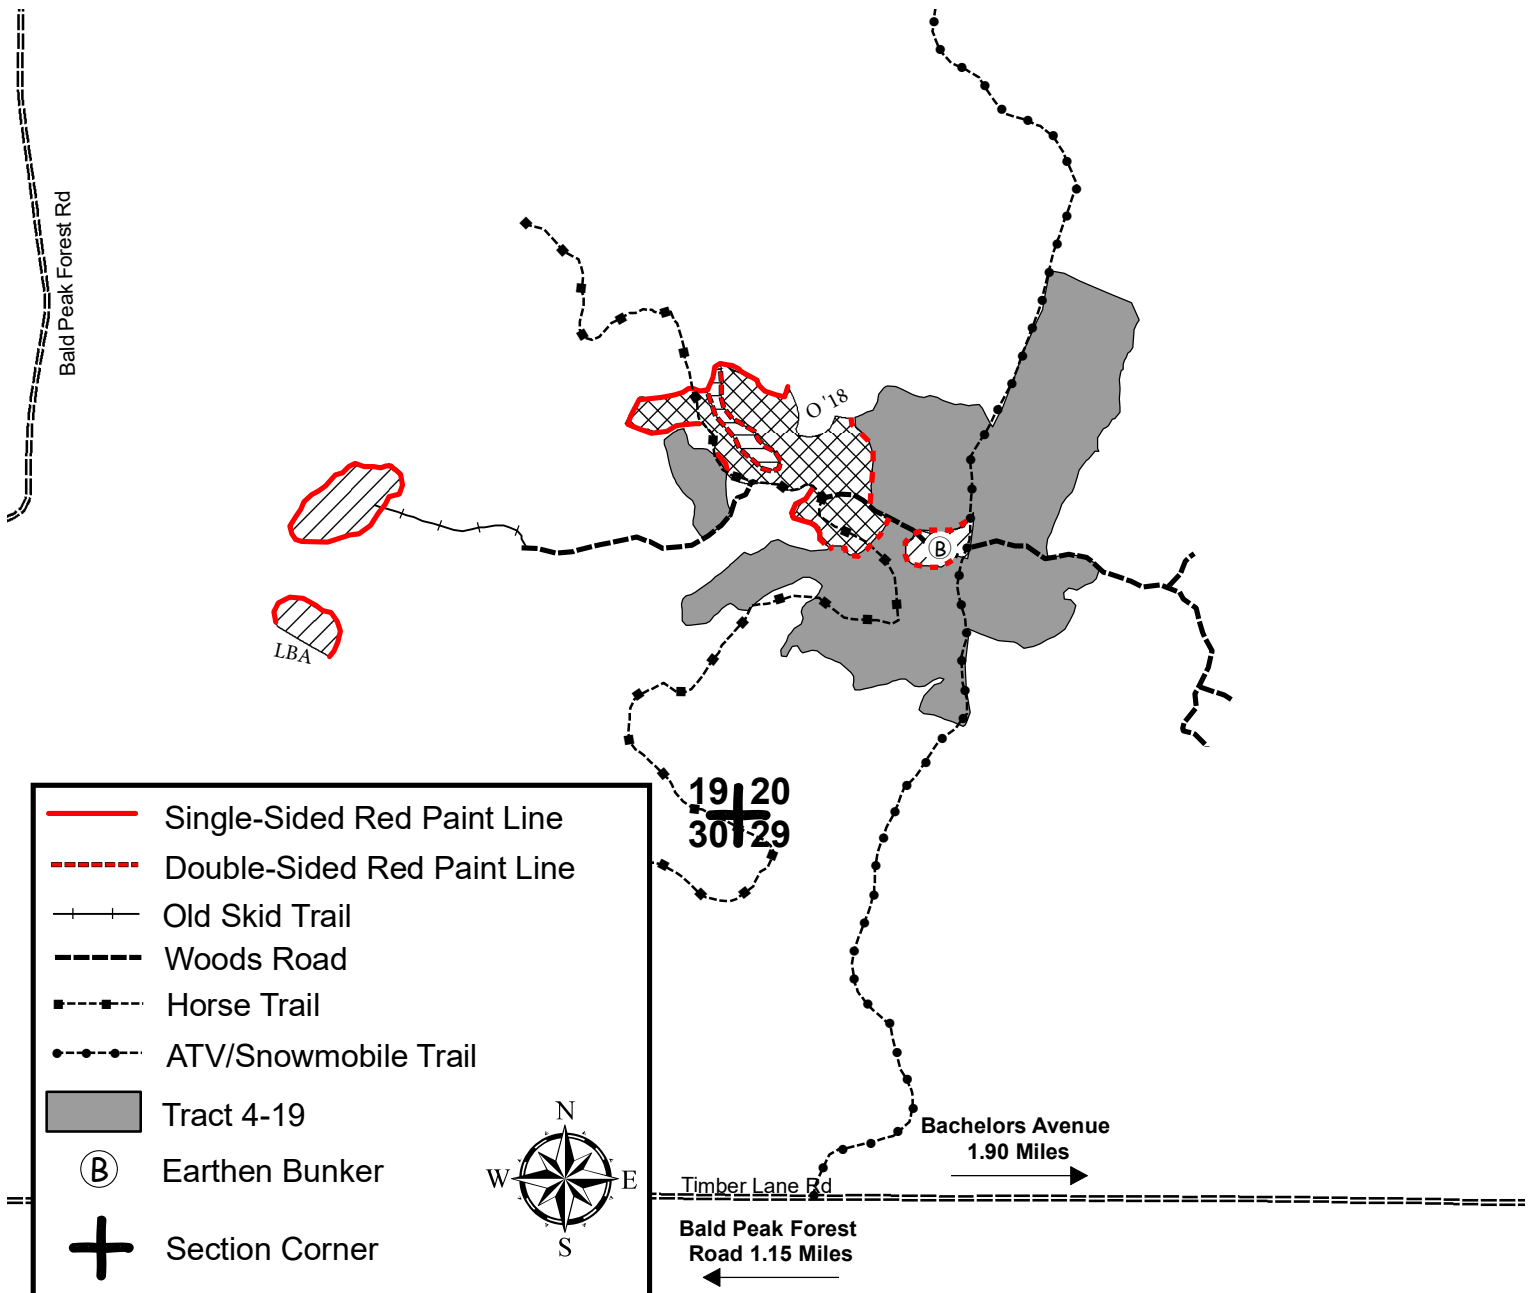 Bald Peak Forest Rd
O '18
B
LBA
19 20
30 29
Single-Sided Red Paint Line
Double-Sided Red Paint Line
Old Skid Trail
Woods Road
Horse Trail
ATV/Snowmobile Trail
Tract 4-19
B Earthen Bunker
Section Corner
N
W E
S
Bachelors Avenue
1.90 Miles
Timber Lane Rd
Bald Peak Forest
Road 1.15 Miles